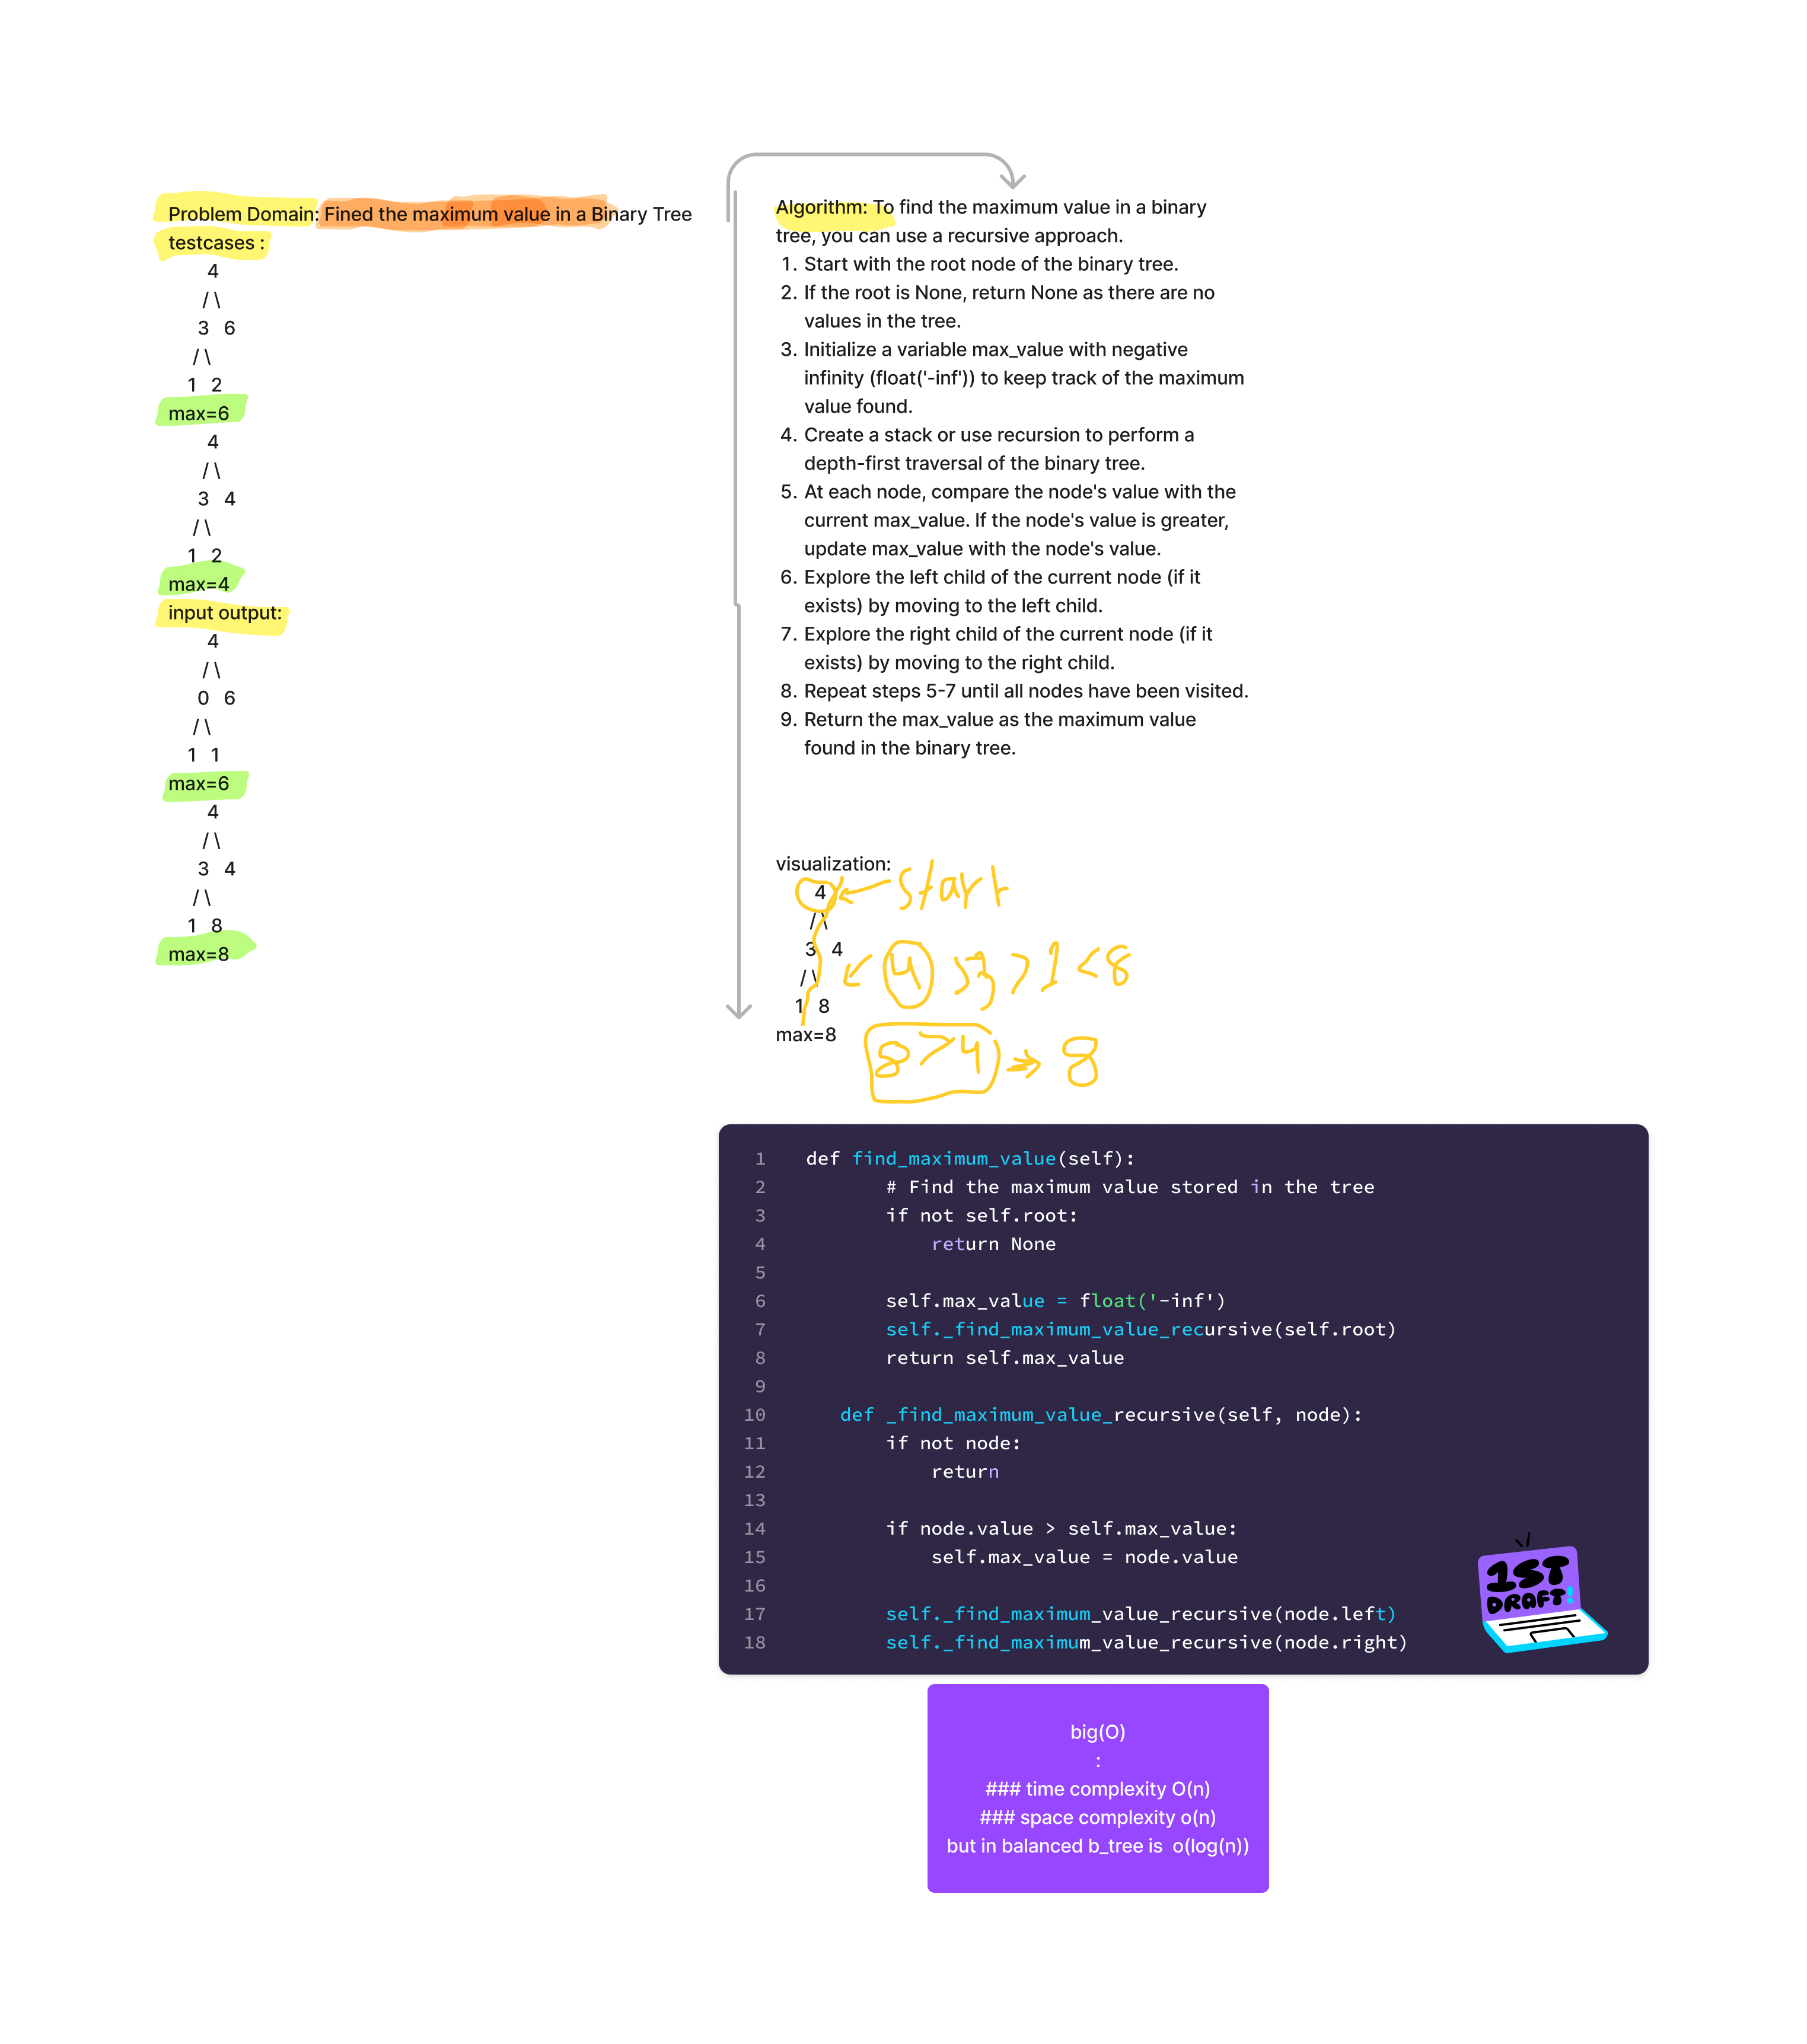 Problem Domain: Fined the maximum value in a Binary Tree
testcases :
4
/ \
3 6
/ \
1 2
max=6
4
/ \
3 4
/ \
1 2
max=4
input output:
4
/ \
0 6
/ \
1 1
max=6
4
/ \
3 4
/ \
1 8
max=8
Algorithm: To find the maximum value in a binary
tree, you can use a recursive approach.
1. Start with the root node of the binary tree.
2. If the root is None, return None as there are no
values in the tree.
3. Initialize a variable max_value with negative
infinity (float('-inf')) to keep track of the maximum
value found.
4. Create a stack or use recursion to perform a
depth-first traversal of the binary tree.
5. At each node, compare the node's value with the
current max_value. If the node's value is greater,
update max_value with the node's value.
6. Explore the left child of the current node (if it
exists) by moving to the left child.
7. Explore the right child of the current node (if it
exists) by moving to the right child.
8. Repeat steps 5-7 until all nodes have been visited.
9. Return the max_value as the maximum value
found in the binary tree.
visualization:
4 start
/ \
3 4
4 >3 > 1 < 8
/ \
1 8
max=8
8 > 4 → 8
1 def find_maximum_value(self):
2 # Find the maximum value stored in the tree
3 if not self.root:
4 return None
5
6 self.max_value = float('-inf')
7 self._find_maximum_value_recursive(self.root)
8 return self.max_value
9
10 def _find_maximum_value_recursive(self, node):
11 if not node:
12 return
13
14 if node.value > self.max_value:
15 self.max_value = node.value
16
17 self._find_maximum_value_recursive(node.left)
18 self._find_maximum_value_recursive(node.right)
1ST
DRAFT!
big(O)
:
### time complexity O(n)
### space complexity o(n)
but in balanced b_tree is o(log(n))